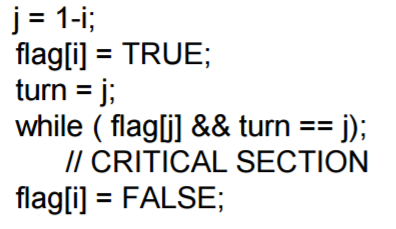 j = 1-i;
flag[i] = TRUE;
turn = j;
while ( flag[j] && turn == j);
// CRITICAL SECTION
flag[i] = FALSE;